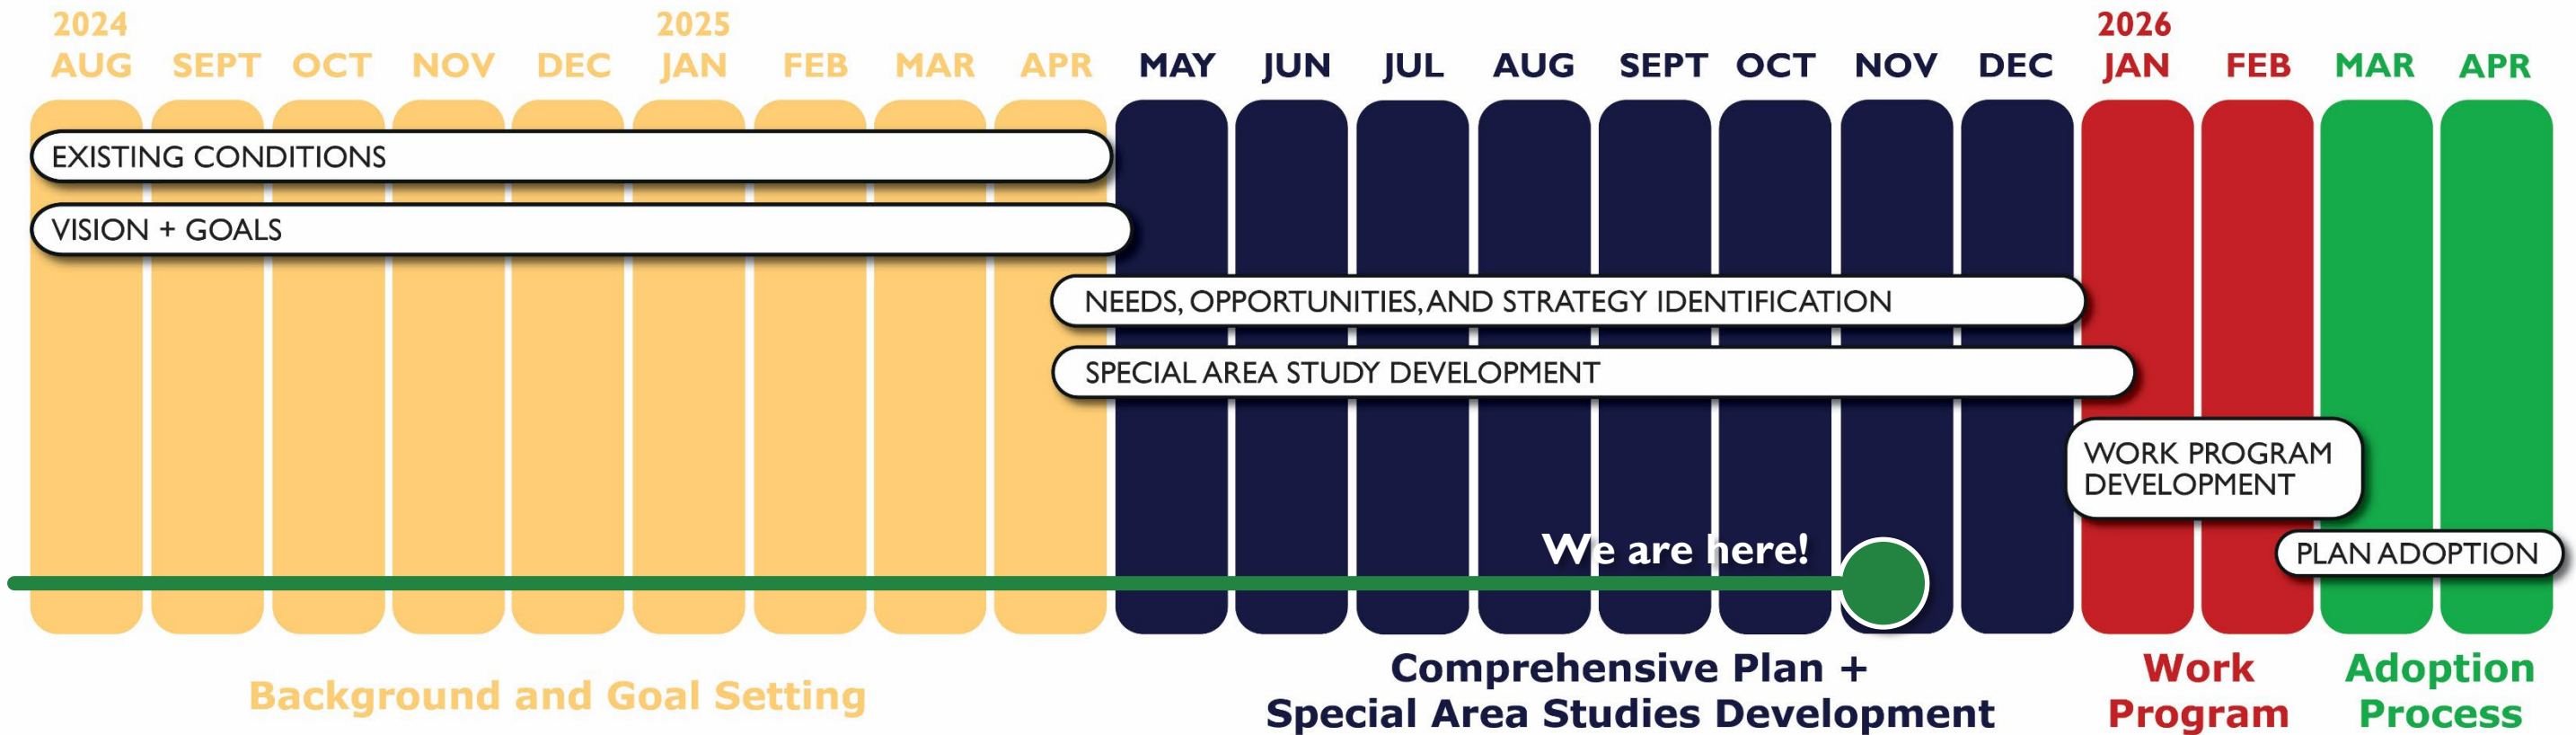 2024 2025 2026
AUG SEPT OCT NOV DEC JAN FEB MAR APR MAY JUN JUL AUG SEPT OCT NOV DEC JAN FEB MAR APR
EXISTING CONDITIONS
VISION + GOALS
NEEDS, OPPORTUNITIES, AND STRATEGY IDENTIFICATION
SPECIAL AREA STUDY DEVELOPMENT
WORK PROGRAM
DEVELOPMENT
We are here!
PLAN ADOPTION
Background and Goal Setting
Comprehensive Plan +
Special Area Studies Development
Work
Program
Adoption
Process